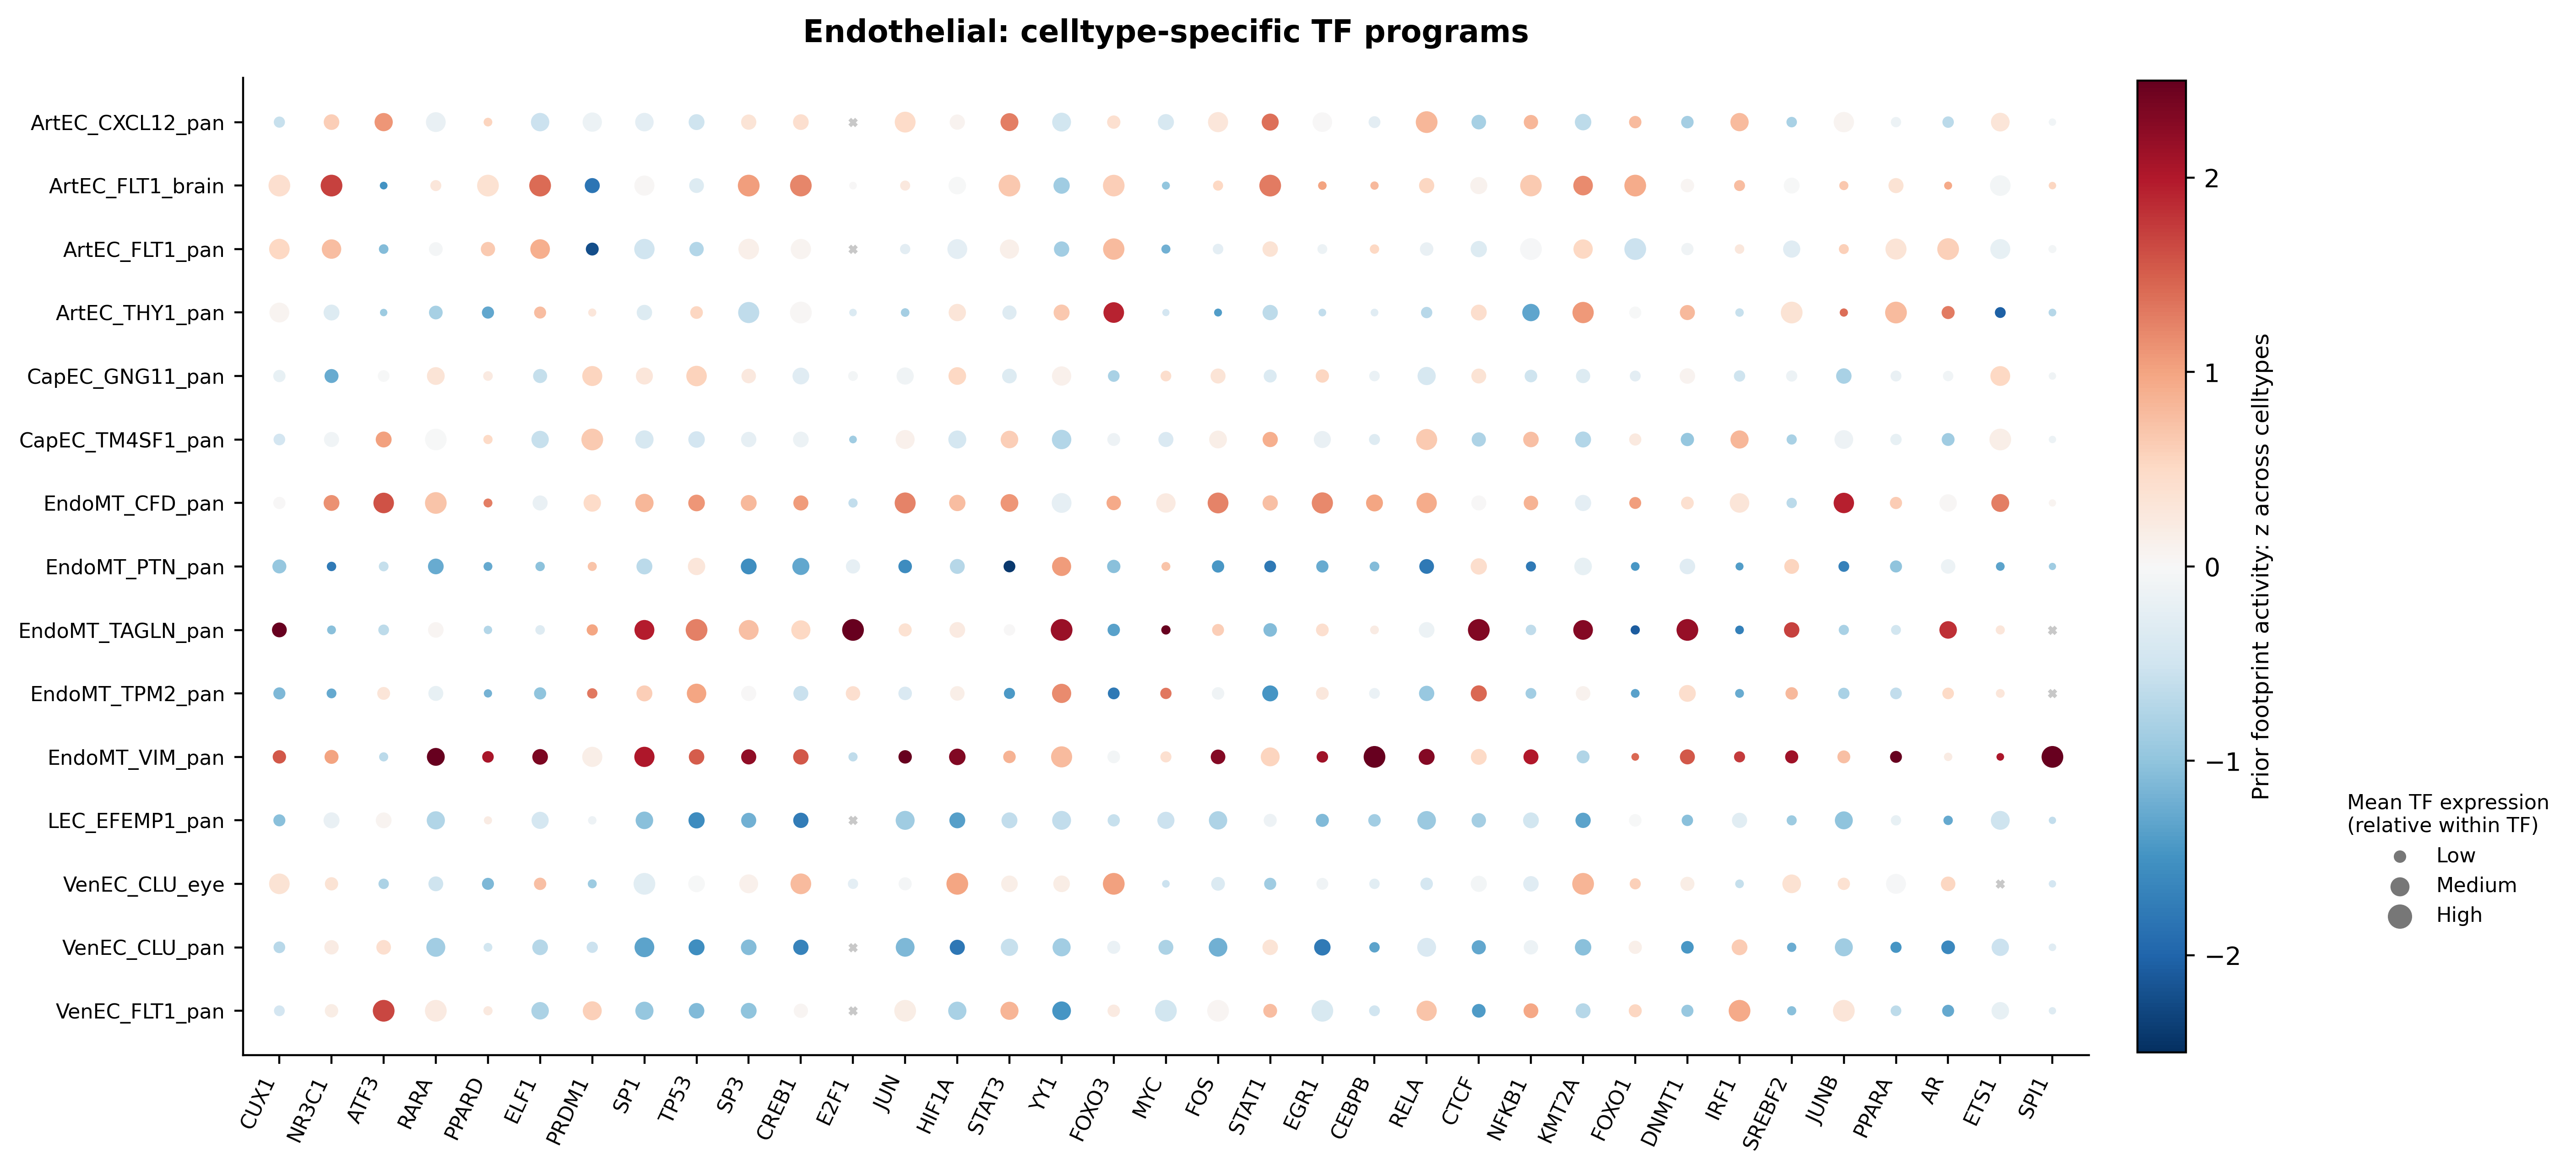 Endothelial: celltype-specific TF programs
ArtEC_CXCL12_pan
ArtEC_FLT1_brain
ArtEC_FLT1_pan
ArtEC_THY1_pan
CapEC_GNG11_pan
CapEC_TM4SF1_pan
EndoMT_CFD_pan
EndoMT_PTN_pan
EndoMT_TAGLN_pan
EndoMT_TPM2_pan
EndoMT_VIM_pan
LEC_EFEMP1_pan
VenEC_CLU_eye
VenEC_CLU_pan
VenEC_FLT1_pan
CUX1
NR3C1
ATF3
RARA
PPARD
ELF1
PRDM1
SP1
TP53
SP3
CREB1
E2F1
JUN
HIF1A
STAT3
YY1
FOXO3
MYC
FOS
STAT1
EGR1
CEBPB
RELA
CTCF
NFKB1
KMT2A
FOXO1
DNMT1
IRF1
SREBF2
JUNB
PPARA
AR
ETS1
SPI1
2
1
0
−1
−2
Prior footprint activity: z across celltypes
Mean TF expression
(relative within TF)
Low
Medium
High